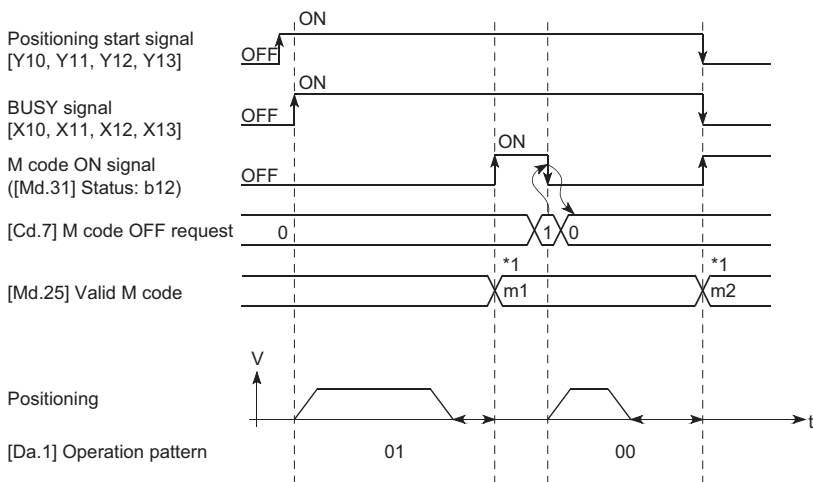 ON
Positioning start signal
[Y10, Y11, Y12, Y13]
OFF
ON
BUSY signal
[X10, X11, X12, X13]
OFF
ON
M code ON signal
([Md.31] Status: b12)
OFF
[Cd.7] M code OFF request
0
1
0
*1
*1
[Md.25] Valid M code
m1
m2
V
Positioning
t
[Da.1] Operation pattern
01
00